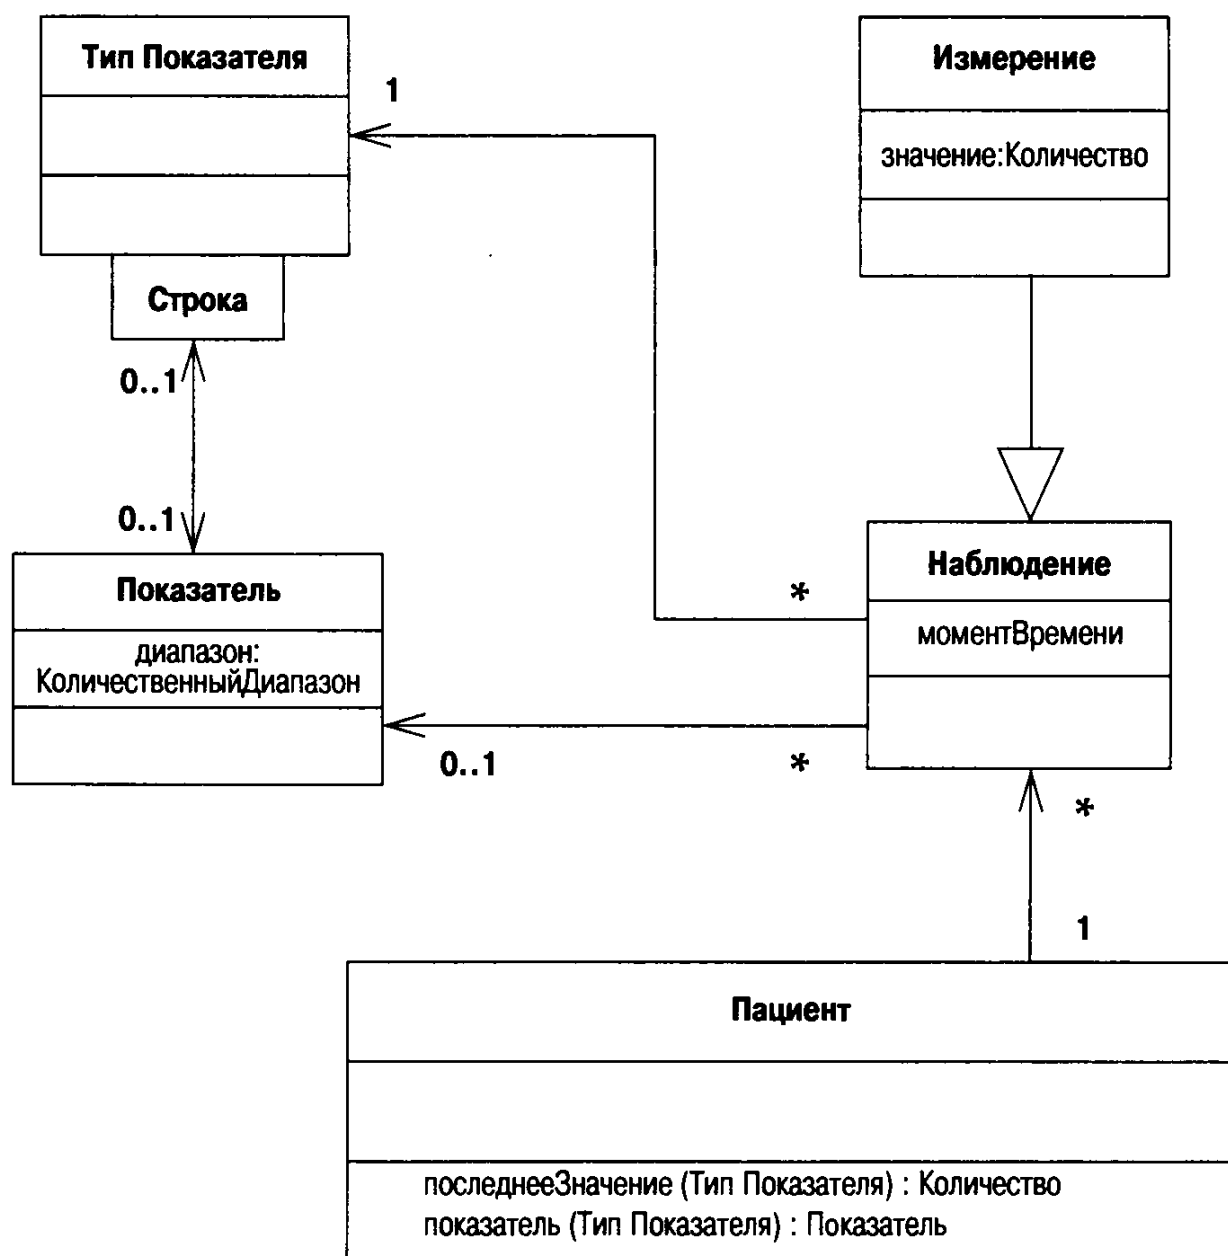 Тип Показателя
1
Измерение
значение:Количество
Строка
0..1
0..1
Показатель
диапазон:
КоличественныйДиапазон
0..1
*
*
Наблюдение
моментВремени
*
1
Пациент
последнееЗначение (Тип Показателя) : Количество
показатель (Тип Показателя) : Показатель